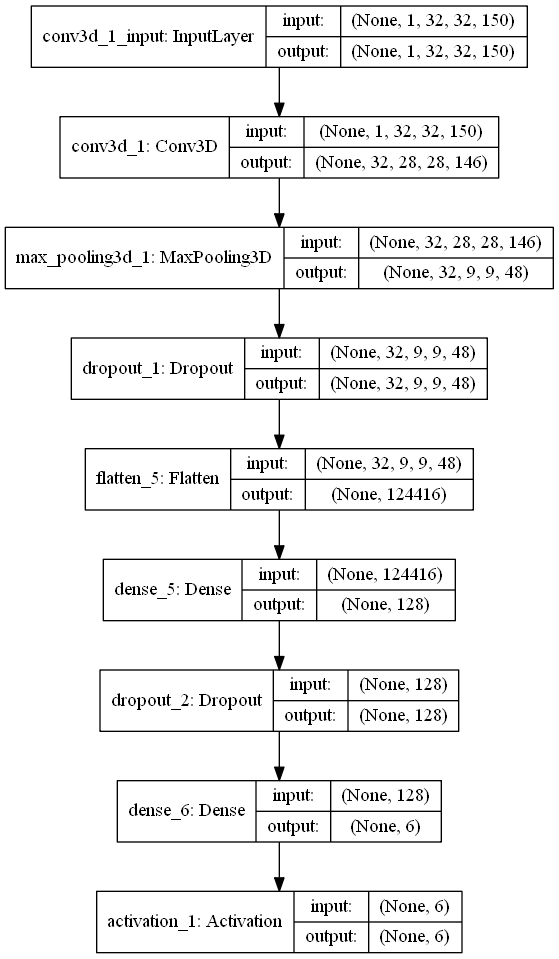 conv3d_1_input: InputLayer
input: (None, 1, 32, 32, 150)
output: (None, 1, 32, 32, 150)
conv3d_1: Conv3D
input: (None, 1, 32, 32, 150)
output: (None, 32, 28, 28, 146)
max_pooling3d_1: MaxPooling3D
input: (None, 32, 28, 28, 146)
output: (None, 32, 9, 9, 48)
dropout_1: Dropout
input: (None, 32, 9, 9, 48)
output: (None, 32, 9, 9, 48)
flatten_5: Flatten
input: (None, 32, 9, 9, 48)
output: (None, 124416)
dense_5: Dense
input: (None, 124416)
output: (None, 128)
dropout_2: Dropout
input: (None, 128)
output: (None, 128)
dense_6: Dense
input: (None, 128)
output: (None, 6)
activation_1: Activation
input: (None, 6)
output: (None, 6)